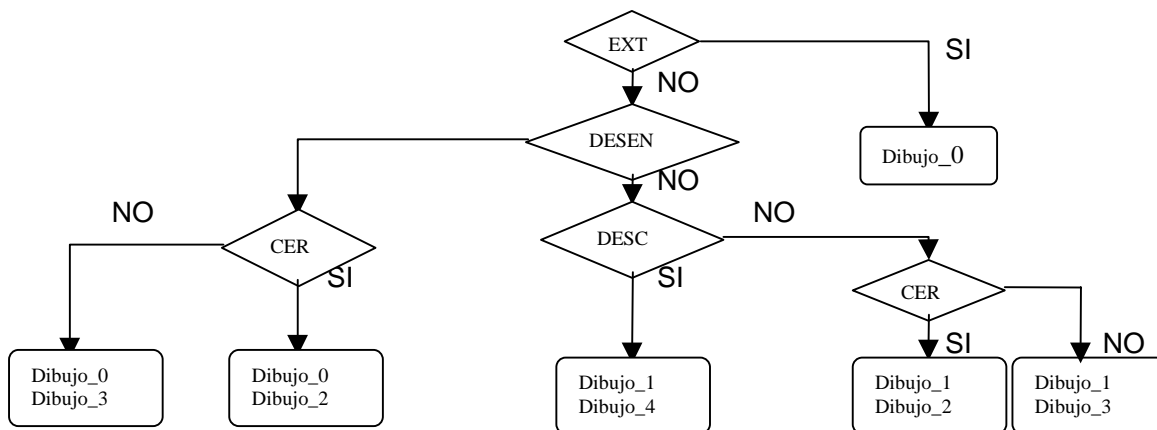 EXT
SI
NO
DESEN
Dibujo_0
NO
NO
DESC
NO
CER
SI
SI
CER
SI
NO
Dibujo_0
Dibujo_3
Dibujo_0
Dibujo_2
Dibujo_1
Dibujo_4
Dibujo_1
Dibujo_2
Dibujo_1
Dibujo_3